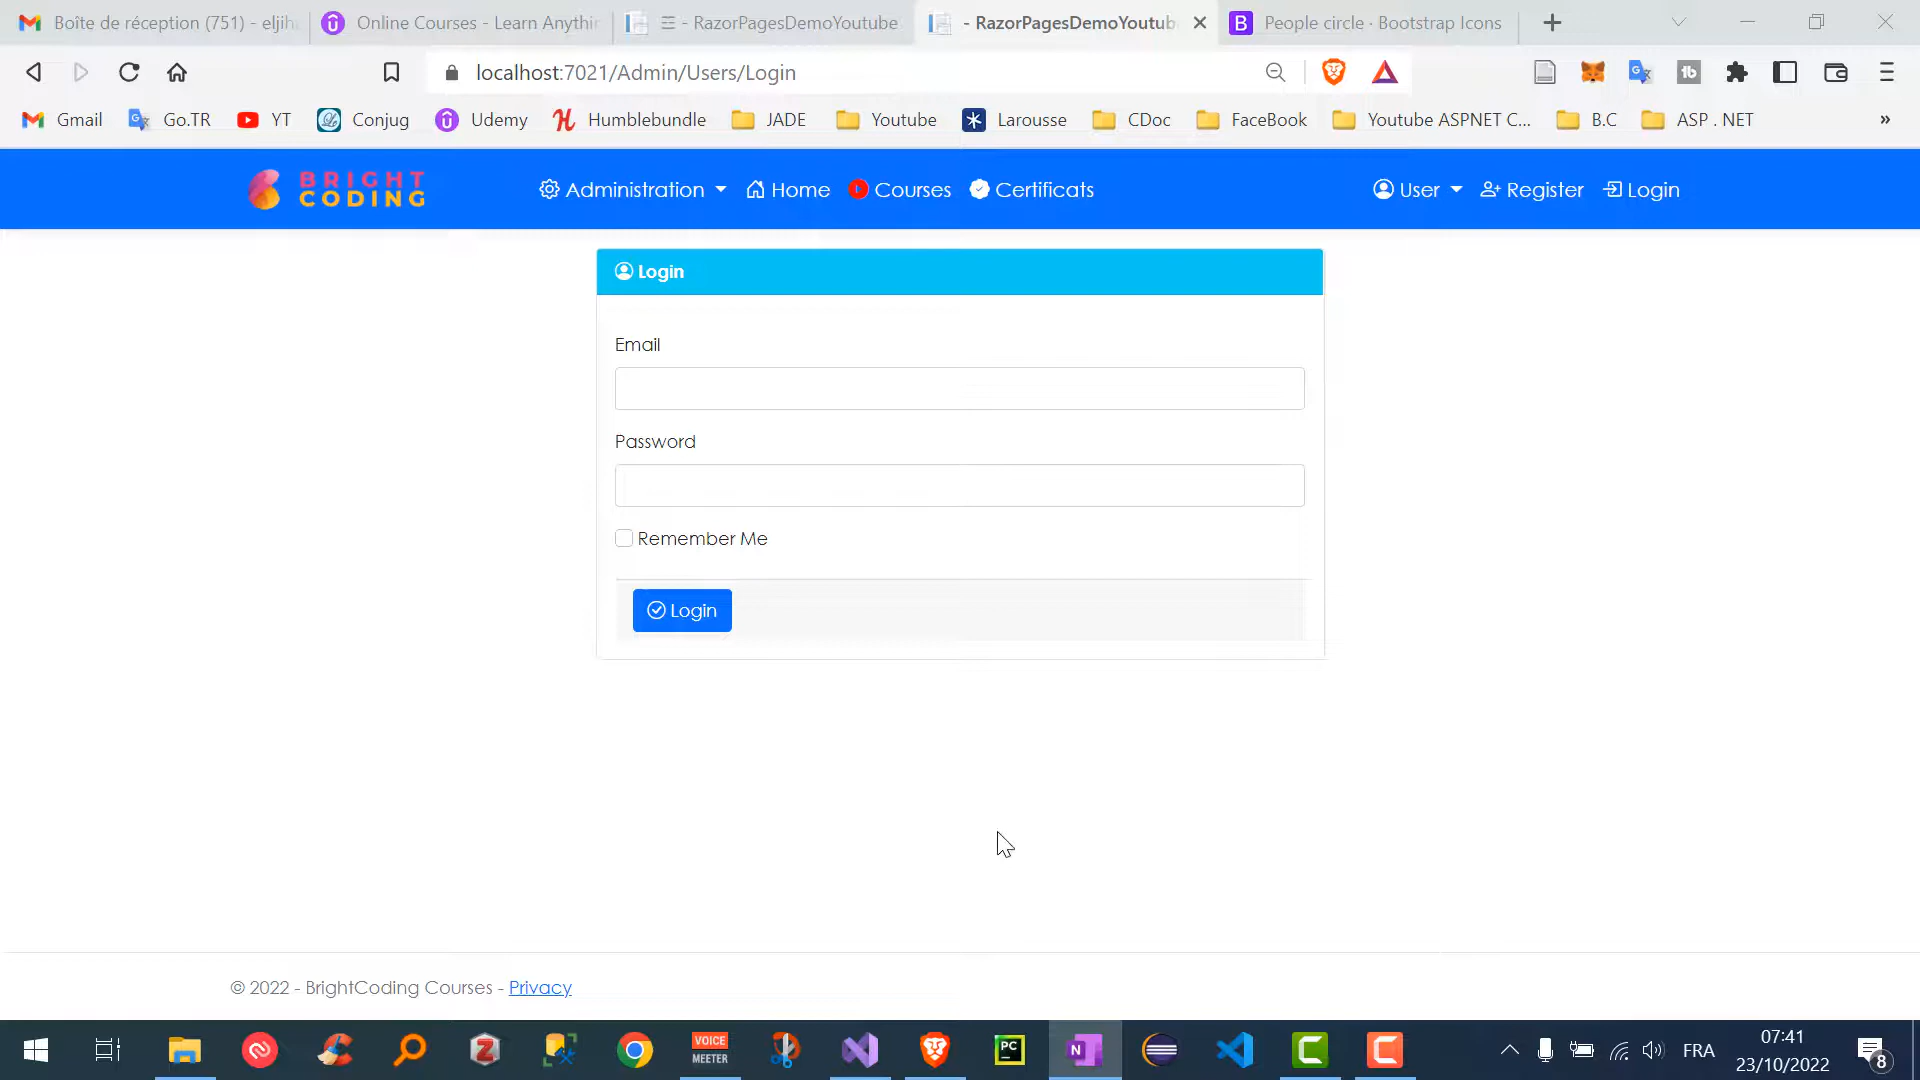 Boîte de réception (751) - eljih
Online Courses - Learn Anythin
Ξ - RazorPagesDemoYoutube
- RazorPagesDemoYoutub
People circle · Bootstrap Icons
localhost:7021/Admin/Users/Login
Gmail
Go.TR
YT
Conjug
Udemy
Humblebundle
JADE
Youtube
Larousse
CDoc
FaceBook
Youtube ASPNET C...
B.C
ASP . NET
»
BRIGHT
CODING
Administration
Home
Courses
Certificats
User
Register
Login
Login
Email
Password
Remember Me
Login
© 2022 - BrightCoding Courses - Privacy
VOICE
MEETER
PC
N
FRA
07:41
23/10/2022
8